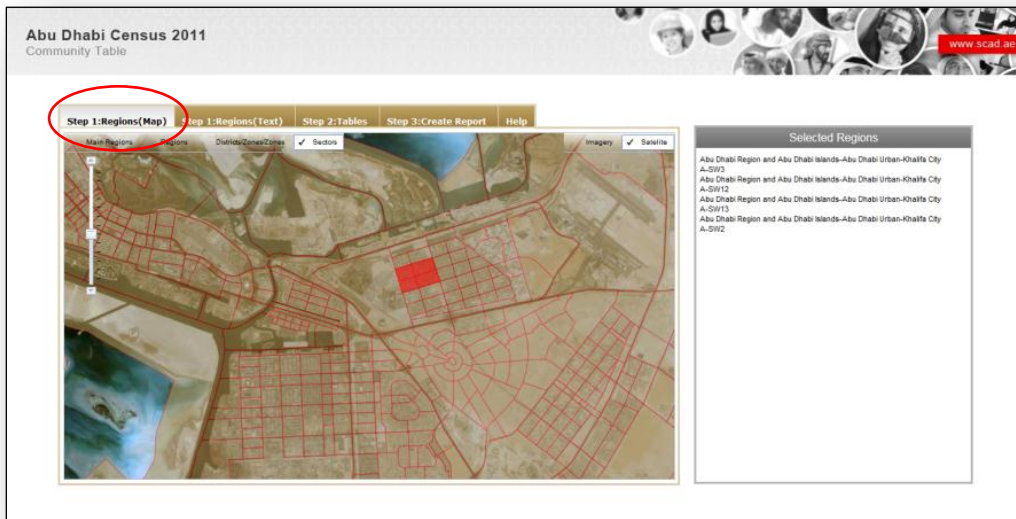 Abu Dhabi Census 2011
Community Table
www.scad.ae
Step 1:Regions(Map) Step 1:Regions(Text) Step 2:Tables Step 3:Create Report Help
Main Regions Regions Districts/Zones/Zones ✓ Sectors Imagery ✓ Satellite
Selected Regions
Abu Dhabi Region and Abu Dhabi Islands-Abu Dhabi Urban-Khalifa City
A-SW3
Abu Dhabi Region and Abu Dhabi Islands-Abu Dhabi Urban-Khalifa City
A-SW12
Abu Dhabi Region and Abu Dhabi Islands-Abu Dhabi Urban-Khalifa City
A-SW13
Abu Dhabi Region and Abu Dhabi Islands-Abu Dhabi Urban-Khalifa City
A-SW2